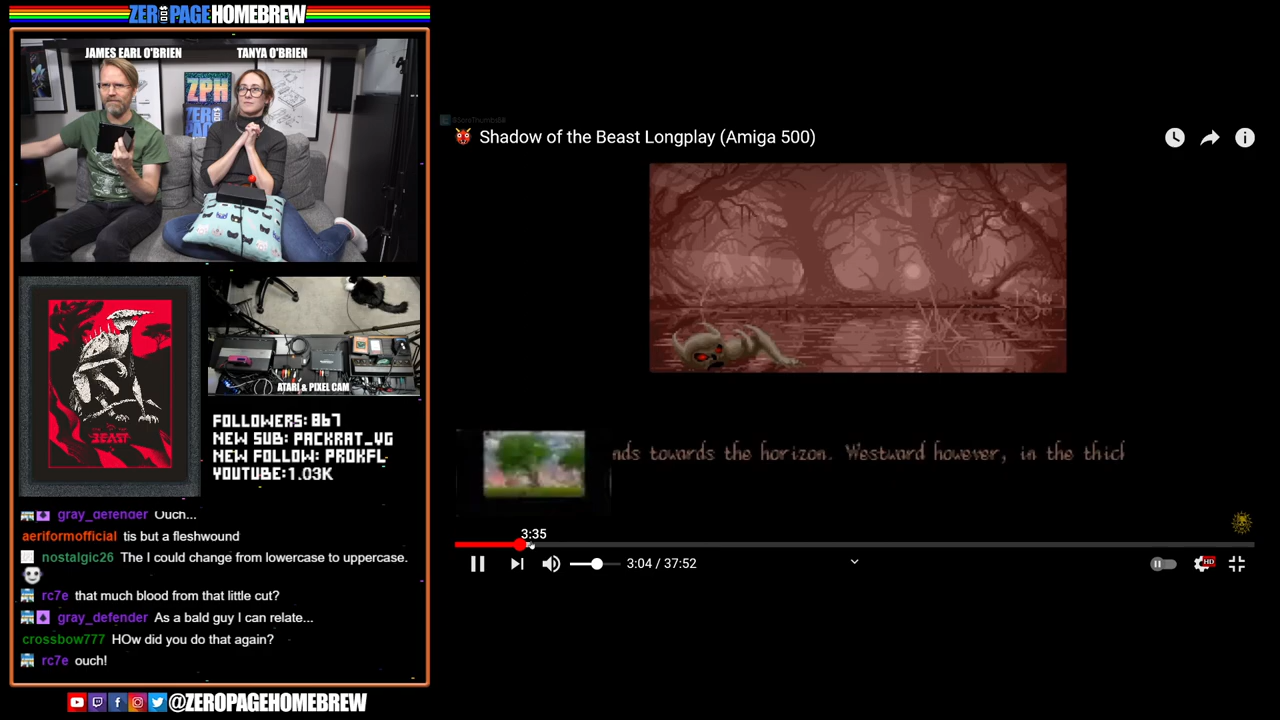 ZERO PAGE HOMEBREW
JAMES EARL O'BRIEN
TANYA O'BRIEN
ZPH
BEAST
ATARI & PIXEL CAM
FOLLOWERS: 867
NEW SUB: PACKRAT_VG
NEW FOLLOW: PROKFL
YOUTUBE:1.03K
gray_defender Ouch...
aeriformofficial tis but a fleshwound
nostalgic26 The I could change from lowercase to uppercase.
rc7e that much blood from that little cut?
gray_defender As a bald guy I can relate...
crossbow777 HOw did you do that again?
rc7e ouch!
@ZEROPAGEHOMEBREW
Shadow of the Beast Longplay (Amiga 500)
nds towards the horizon. Westward however, in the thick
3:35
3:04 / 37:52
HD